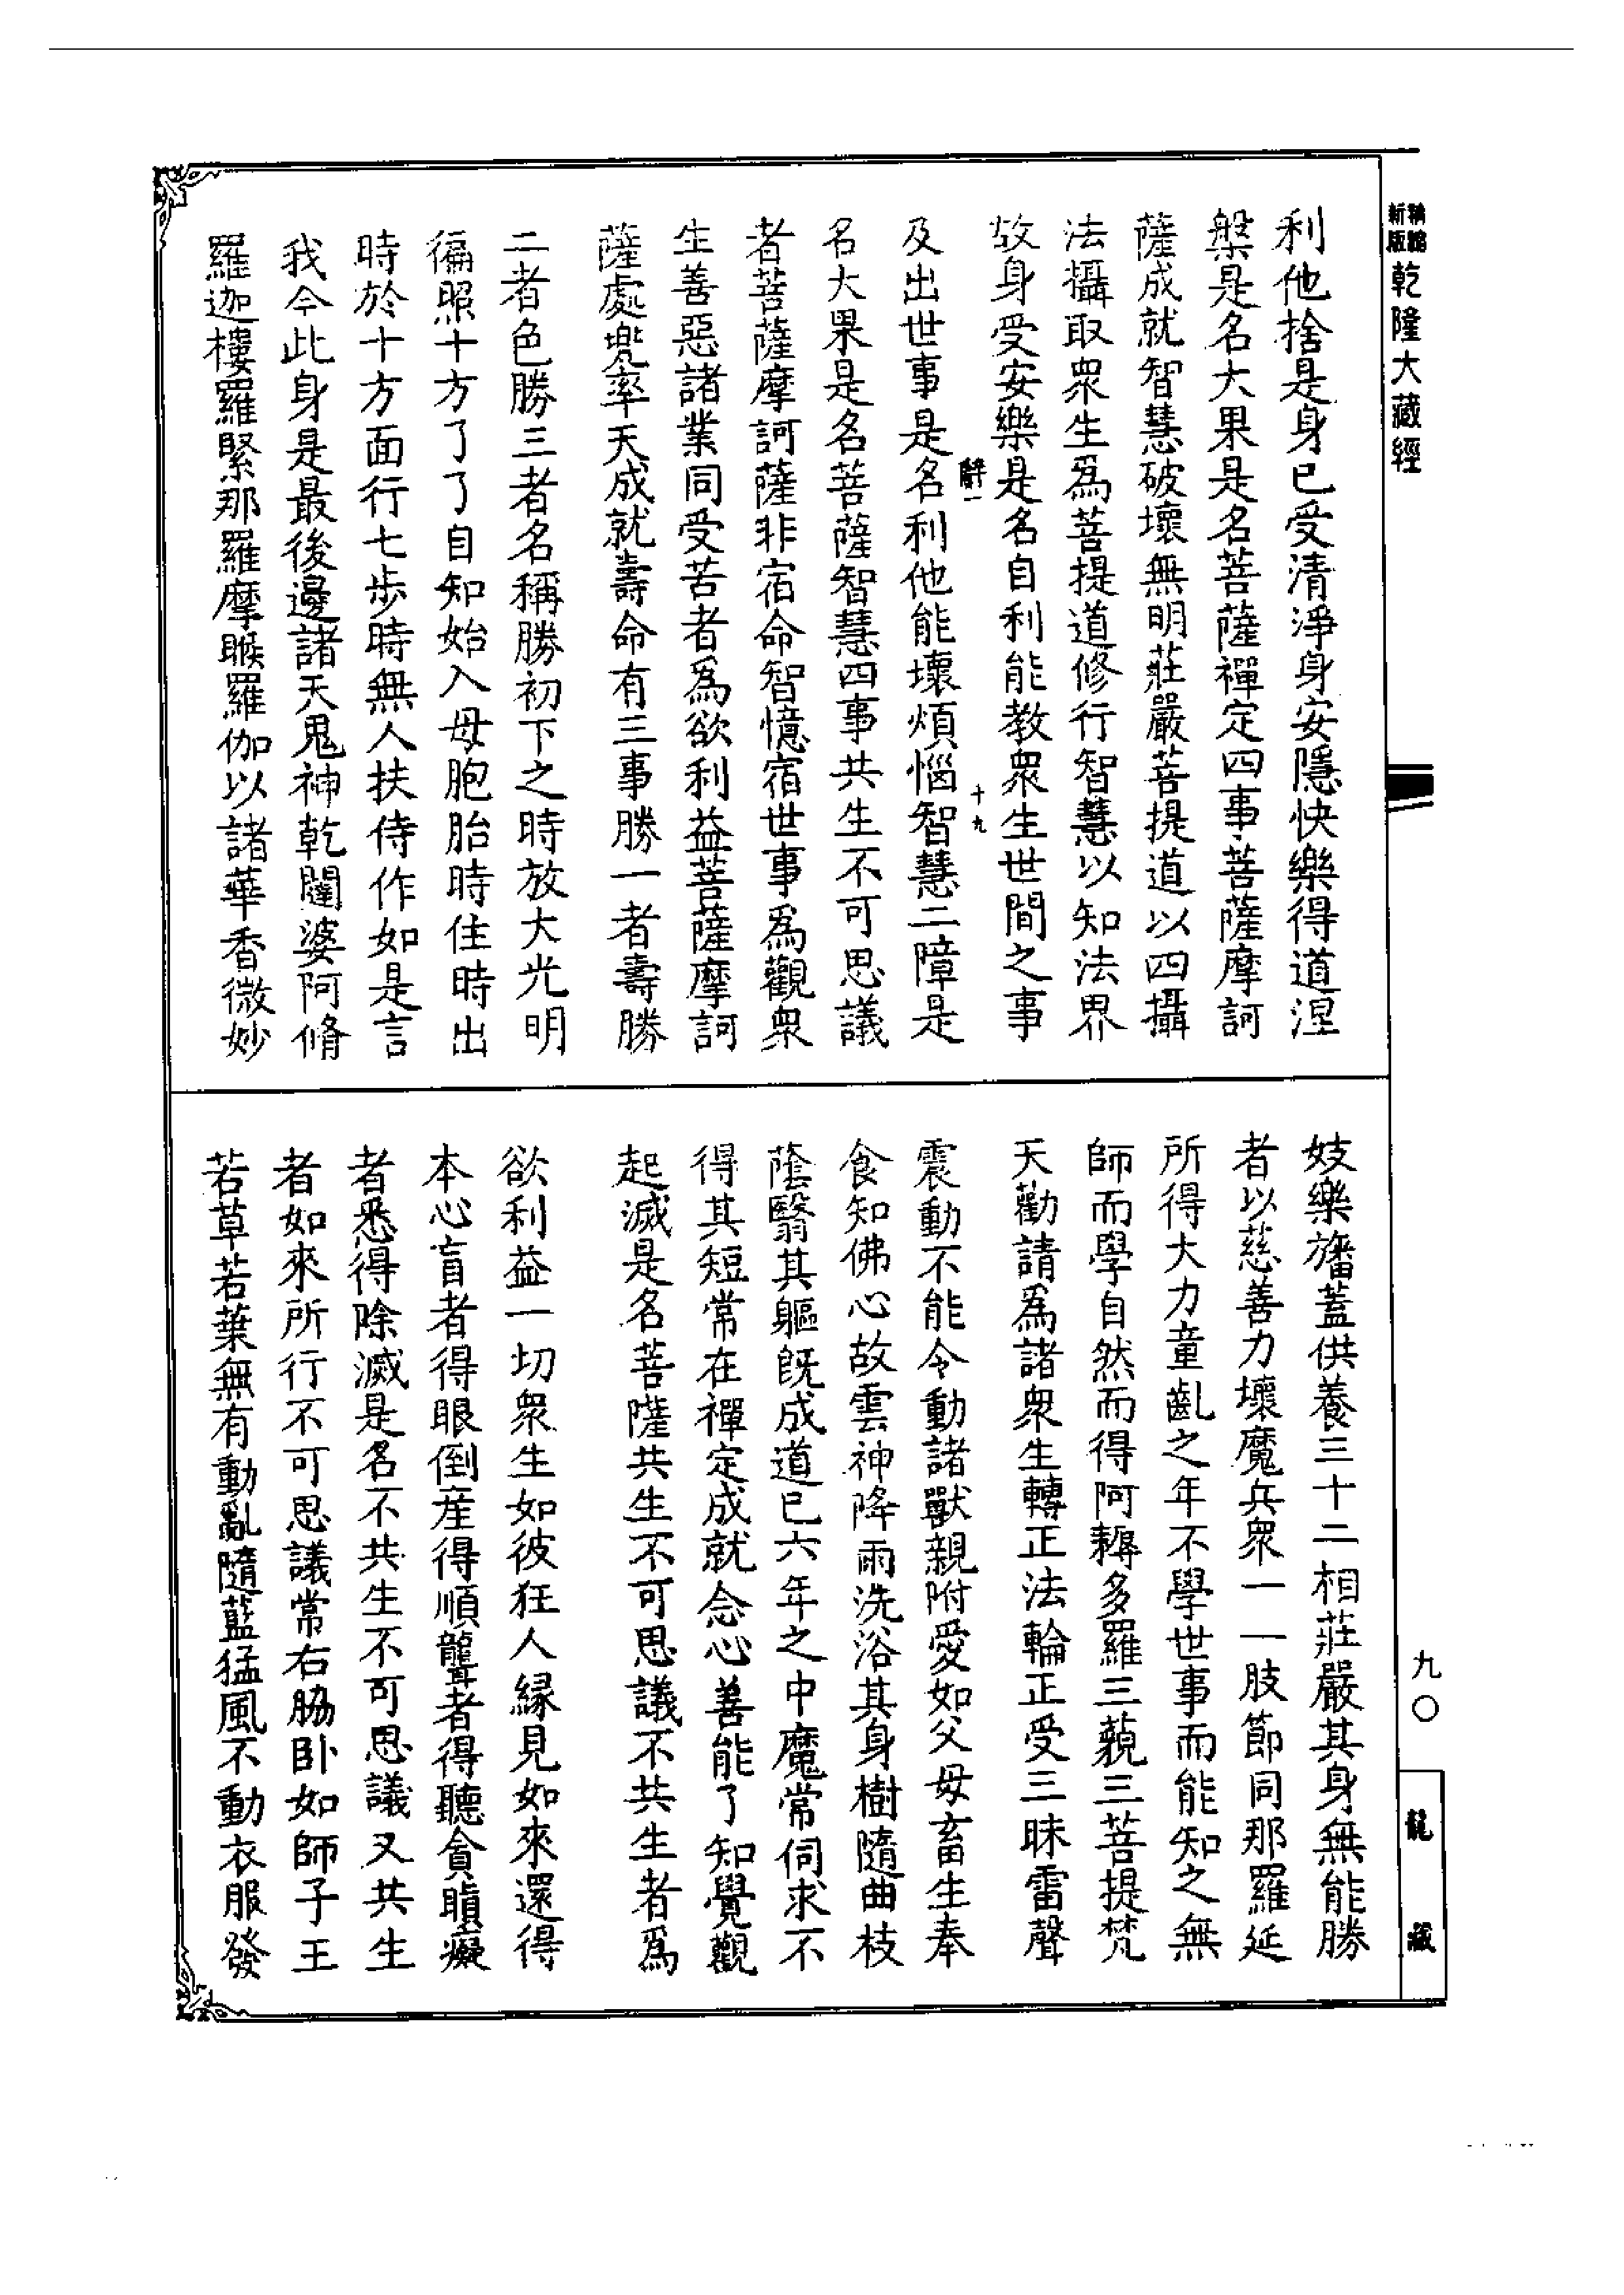 精縮
新版
乾隆大藏經
利他捨是身已受清淨身安隱快樂得道涅
槃是名大果是名菩薩禪定四事菩薩摩訶
薩成就智慧破壞無明莊嚴菩提道以四攝
法攝取衆生爲菩提道修行智慧以知法界
故身受安樂是名自利能教衆生世間之事
辭一
十九
及出世事是名利他能壞煩惱智慧二障是
名大果是名菩薩智慧四事共生不可思議
者菩薩摩訶薩非宿命智憶宿世事爲觀衆
生善惡諸業同受苦者爲欲利益菩薩摩訶
薩處兜率天成就壽命有三事勝一者壽勝
二者色勝三者名稱勝初下之時放大光明
徧照十方了了自知始入母胞胎時住時出
時於十方面行七步時無人扶侍作如是言
我今此身是最後邊諸天鬼神乾闥婆阿脩
羅迦樓羅緊那羅摩睺羅伽以諸華香微妙
妓樂旛蓋供養三十二相莊嚴其身無能勝
者以慈善力壞魔兵衆一一肢節同那羅延
所得大力童齓之年不學世事而能知之無
師而學自然而得阿耨多羅三藐三菩提梵
天勸請爲諸衆生轉正法輪正受三昧雷聲
震動不能令動諸獸親附愛如父母畜生奉
食知佛心故雲神降雨洗浴其身樹隨曲枝
蔭翳其軀既成道已六年之中魔常伺求不
得其短常在禪定成就念心善能了知覺觀
起滅是名菩薩共生不可思議不共生者爲
欲利益一切衆生如彼狂人緣見如來還得
本心盲者得眼倒産得順聾者得聽貪瞋癡
者悉得除滅是名不共生不可思議又共生
者如來所行不可思議常右脇卧如師子王
若草若葉無有動亂隨藍猛風不動衣服發
九〇
龍藏